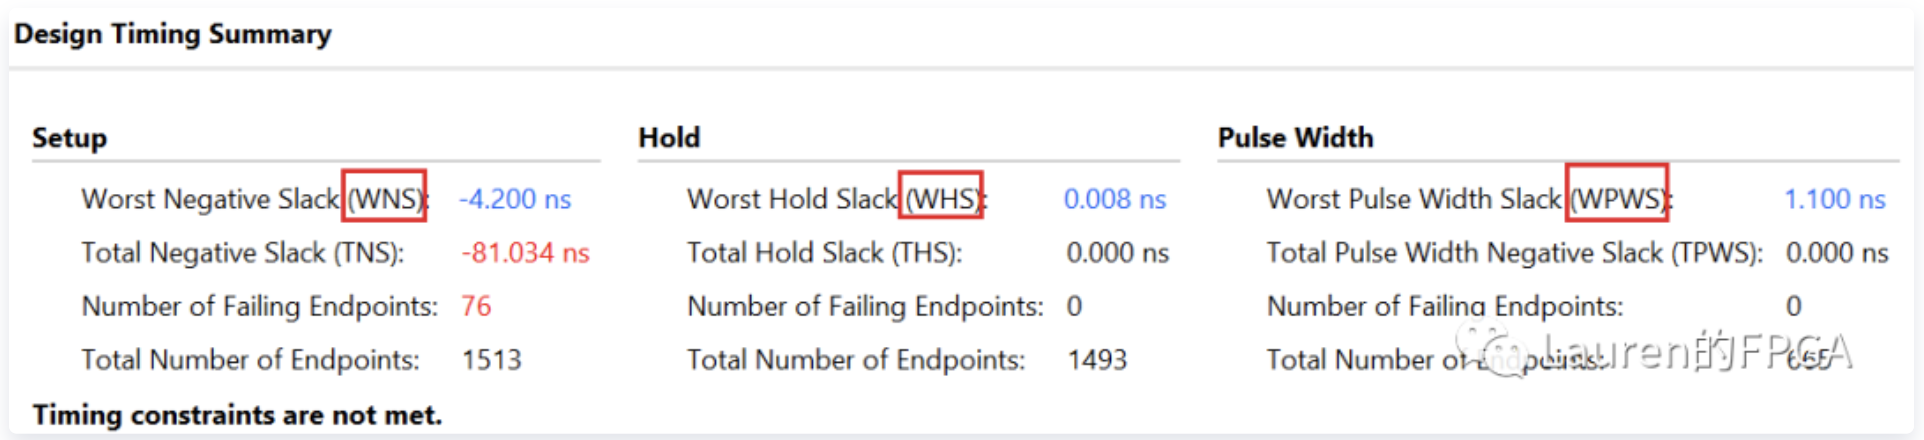 Design Timing Summary
Setup
Worst Negative Slack (WNS): -4.200 ns
Total Negative Slack (TNS): -81.034 ns
Number of Failing Endpoints: 76
Total Number of Endpoints: 1513
Hold
Worst Hold Slack (WHS): 0.008 ns
Total Hold Slack (THS): 0.000 ns
Number of Failing Endpoints: 0
Total Number of Endpoints: 1493
Pulse Width
Worst Pulse Width Slack (WPWS): 1.100 ns
Total Pulse Width Negative Slack (TPWS): 0.000 ns
Number of Failing Endpoints: 0
Total Number of Endpoints:
Lauren的FPGA
Timing constraints are not met.